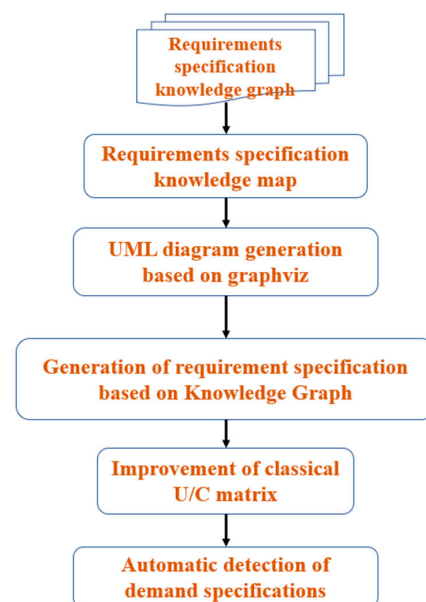 Requirements
specification
knowledge graph
Requirements specification
knowledge map
UML diagram generation
based on graphviz
Generation of requirement specification
based on Knowledge Graph
Improvement of classical
U/C matrix
Automatic detection of
demand specifications